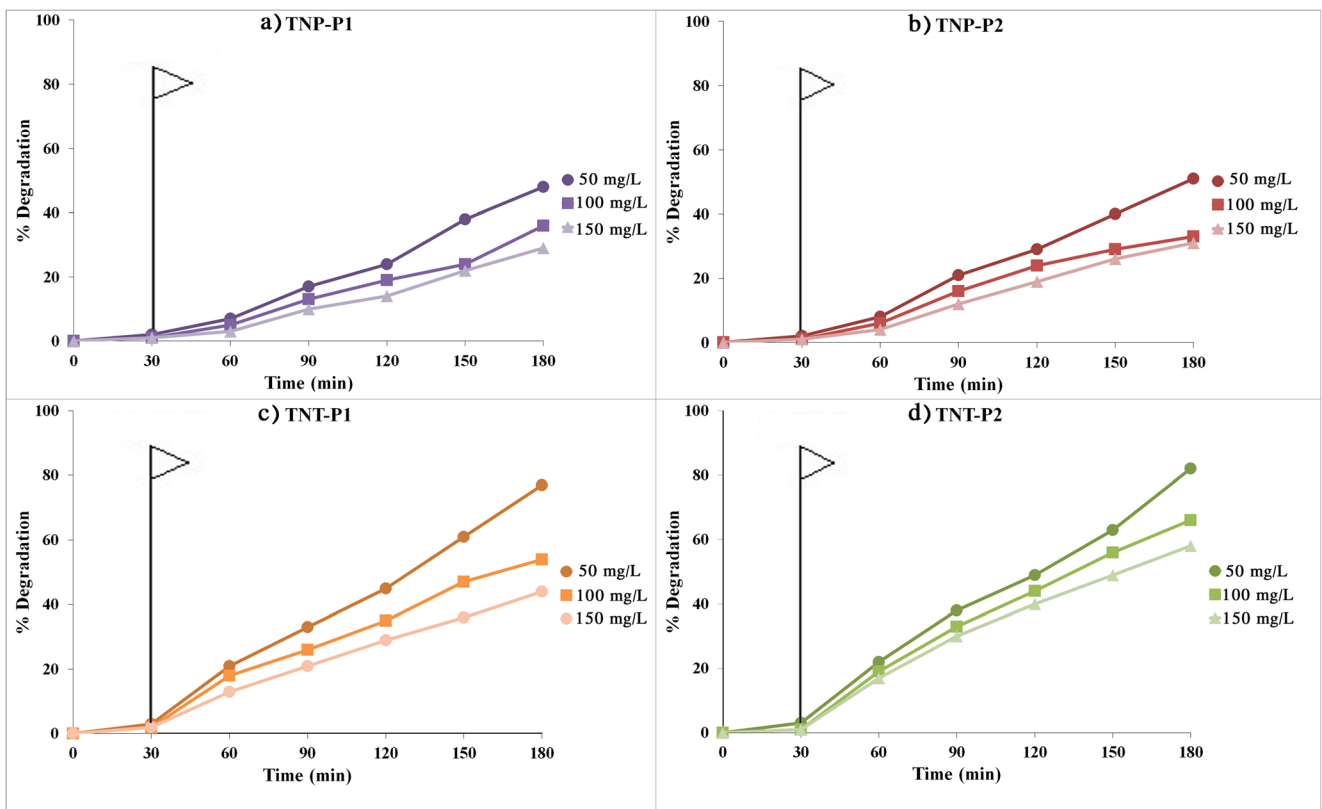 a) TNP-P1
% Degradation
100
80
60
40
20
0
0 30 60 90 120 150 180
Time (min)
50 mg/L
100 mg/L
150 mg/L
b) TNP-P2
% Degradation
100
80
60
40
20
0
0 30 60 90 120 150 180
Time (min)
50 mg/L
100 mg/L
150 mg/L
c) TNT-P1
% Degradation
100
80
60
40
20
0
0 30 60 90 120 150 180
Time (min)
50 mg/L
100 mg/L
150 mg/L
d) TNT-P2
% Degradation
100
80
60
40
20
0
0 30 60 90 120 150 180
Time (min)
50 mg/L
100 mg/L
150 mg/L